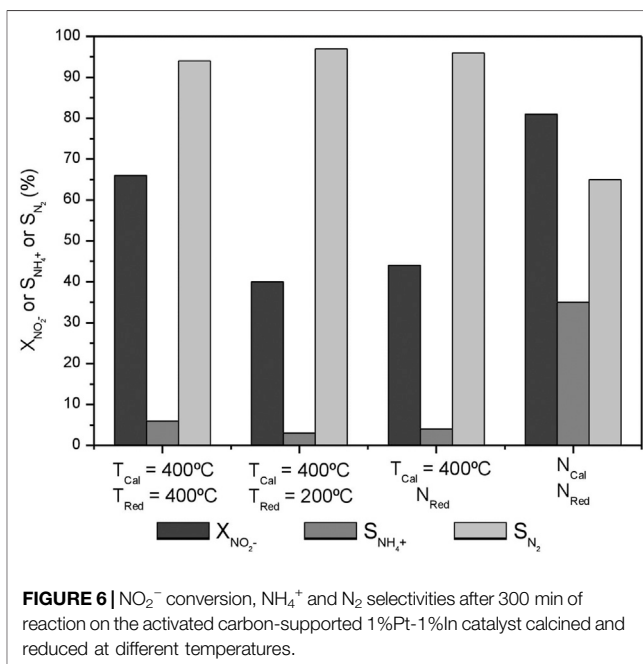 100
90
80
70
60
50
40
30
20
10
0
X_NO₂- or S_NH₄+ or S_N₂ (%)
T_Cal = 400ºC
T_Red = 400ºC
T_Cal = 400ºC
T_Red = 200ºC
T_Cal = 400ºC
N_Red
N_Cal
N_Red
X_NO₂- S_NH₄+ S_N₂
FIGURE 6 | NO₂⁻ conversion, NH₄⁺ and N₂ selectivities after 300 min of
reaction on the activated carbon-supported 1%Pt-1%In catalyst calcined and
reduced at different temperatures.